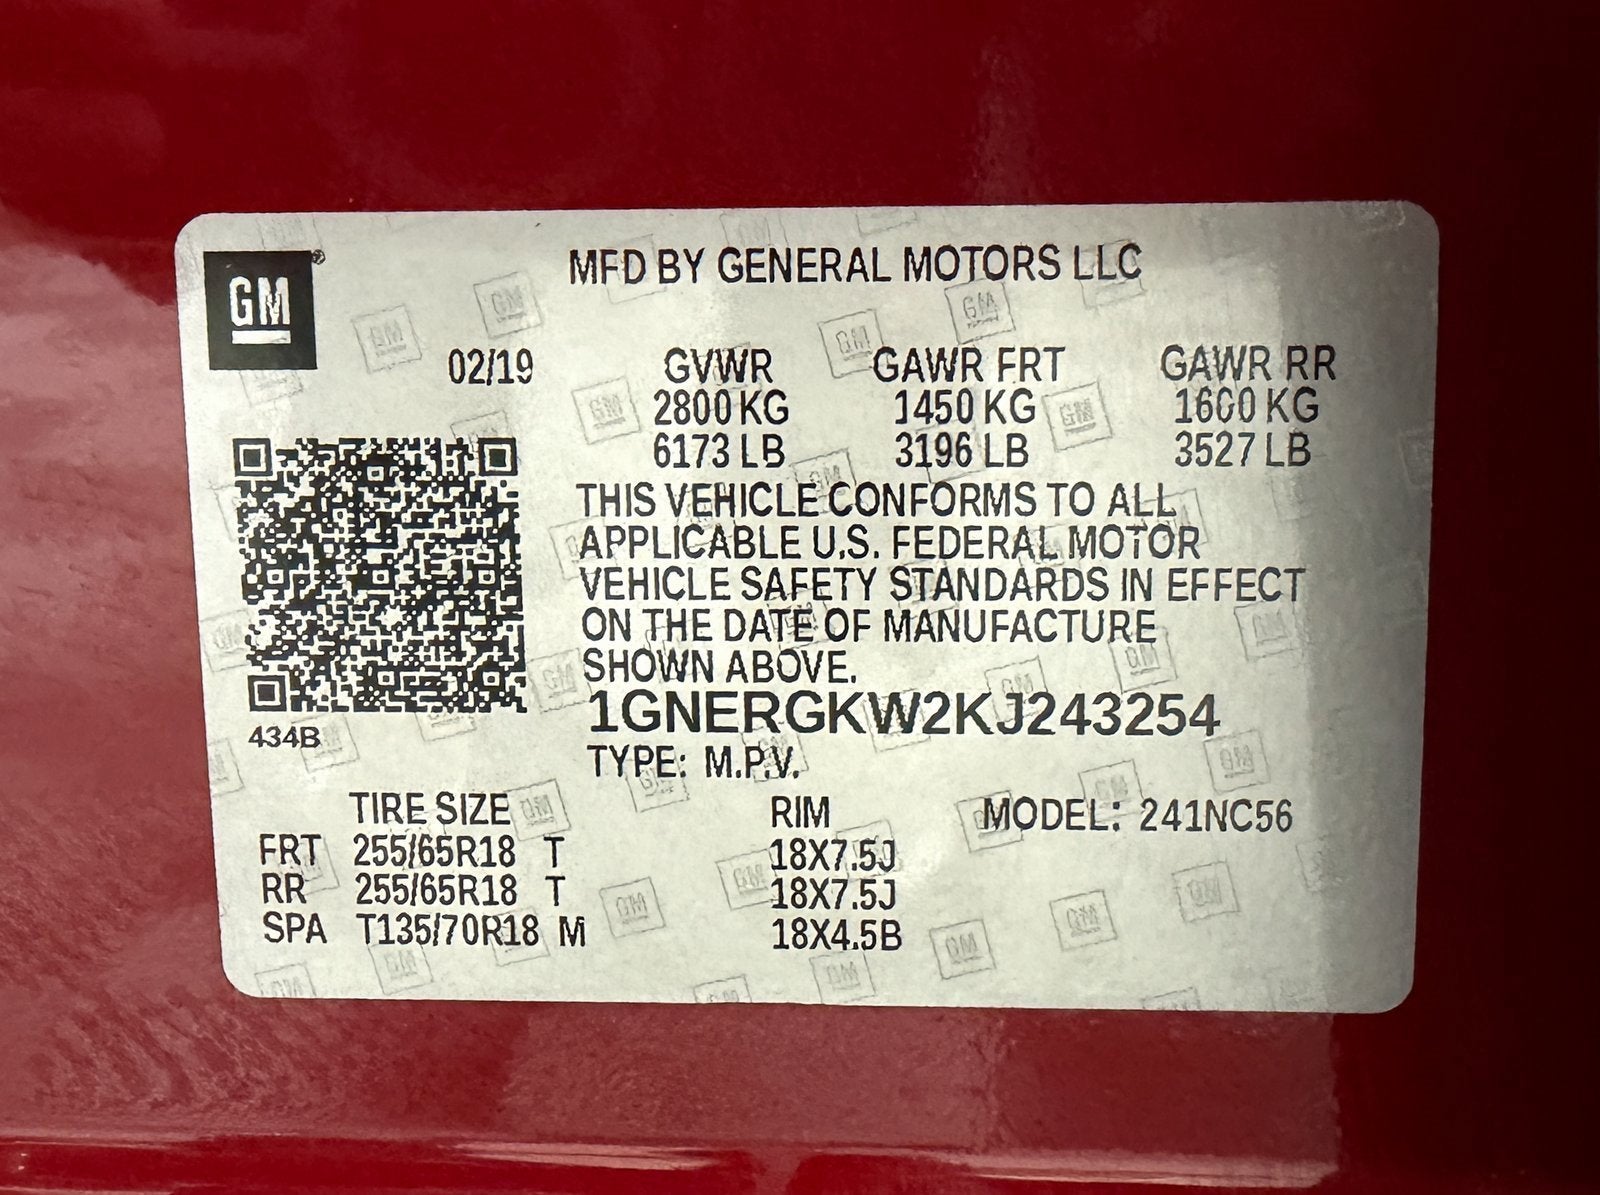 GM®
MFD BY GENERAL MOTORS LLC
02/19 GVWR GAWR FRT GAWR RR
2800 KG 1450 KG 1600 KG
6173 LB 3196 LB 3527 LB
THIS VEHICLE CONFORMS TO ALL
APPLICABLE U.S. FEDERAL MOTOR
VEHICLE SAFETY STANDARDS IN EFFECT
ON THE DATE OF MANUFACTURE
SHOWN ABOVE.
1GNERGKW2KJ243254
434B
TYPE: M.P.V.
TIRE SIZE RIM MODEL: 241NC56
FRT 255/65R18 T 18X7.5J
RR 255/65R18 T 18X7.5J
SPA T135/70R18 M 18X4.5B